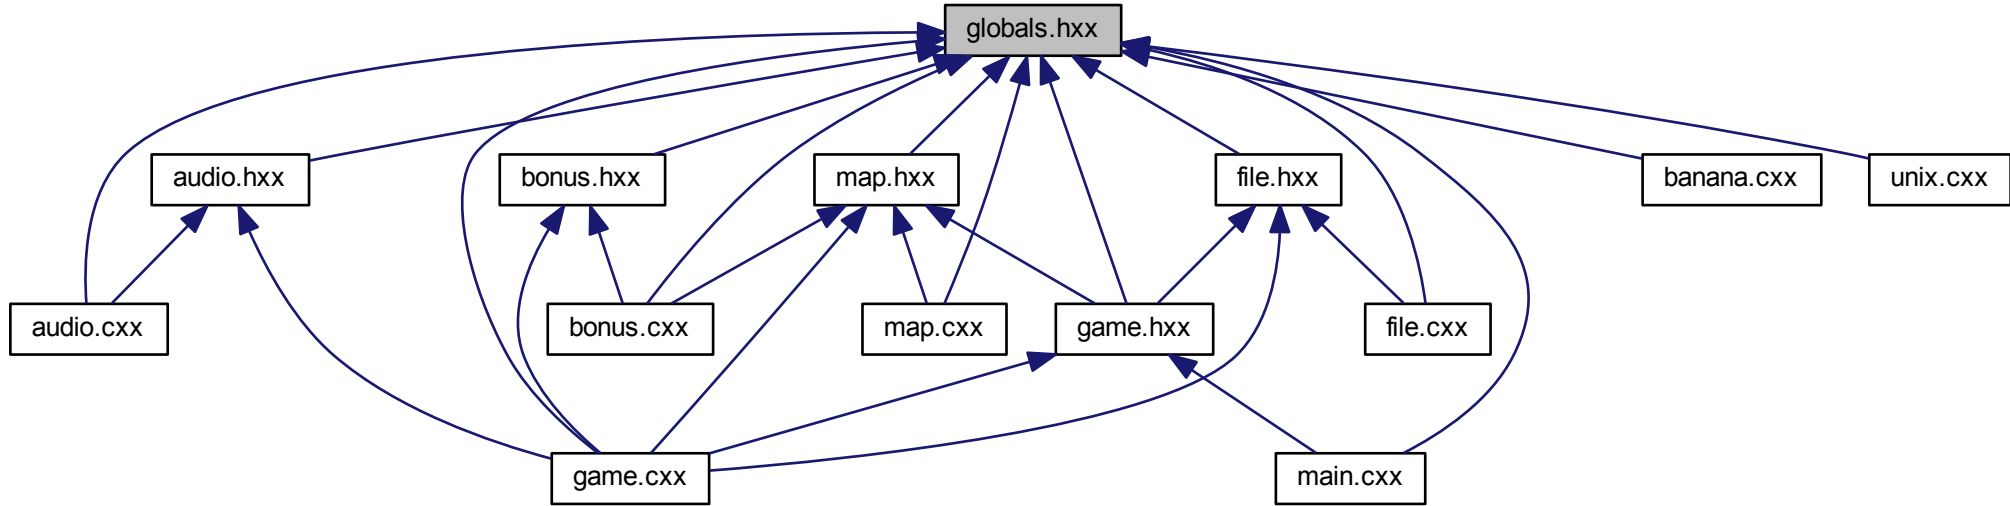 globals.hxx
audio.hxx
bonus.hxx
map.hxx
file.hxx
banana.cxx
unix.cxx
audio.cxx
bonus.cxx
map.cxx
game.hxx
file.cxx
game.cxx
main.cxx